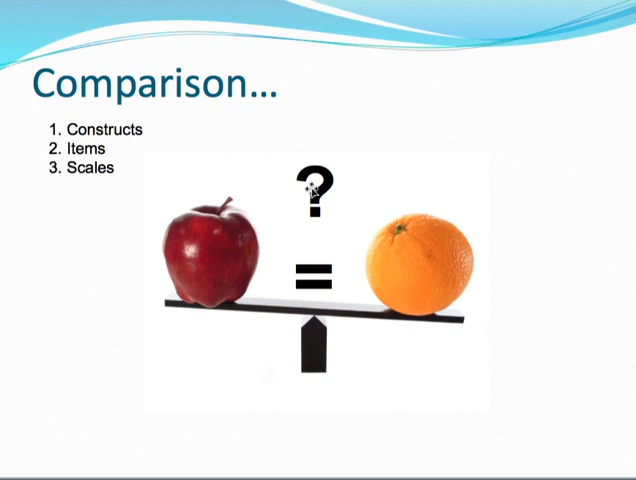 Comparison...
1. Constructs
2. Items
3. Scales
?
=